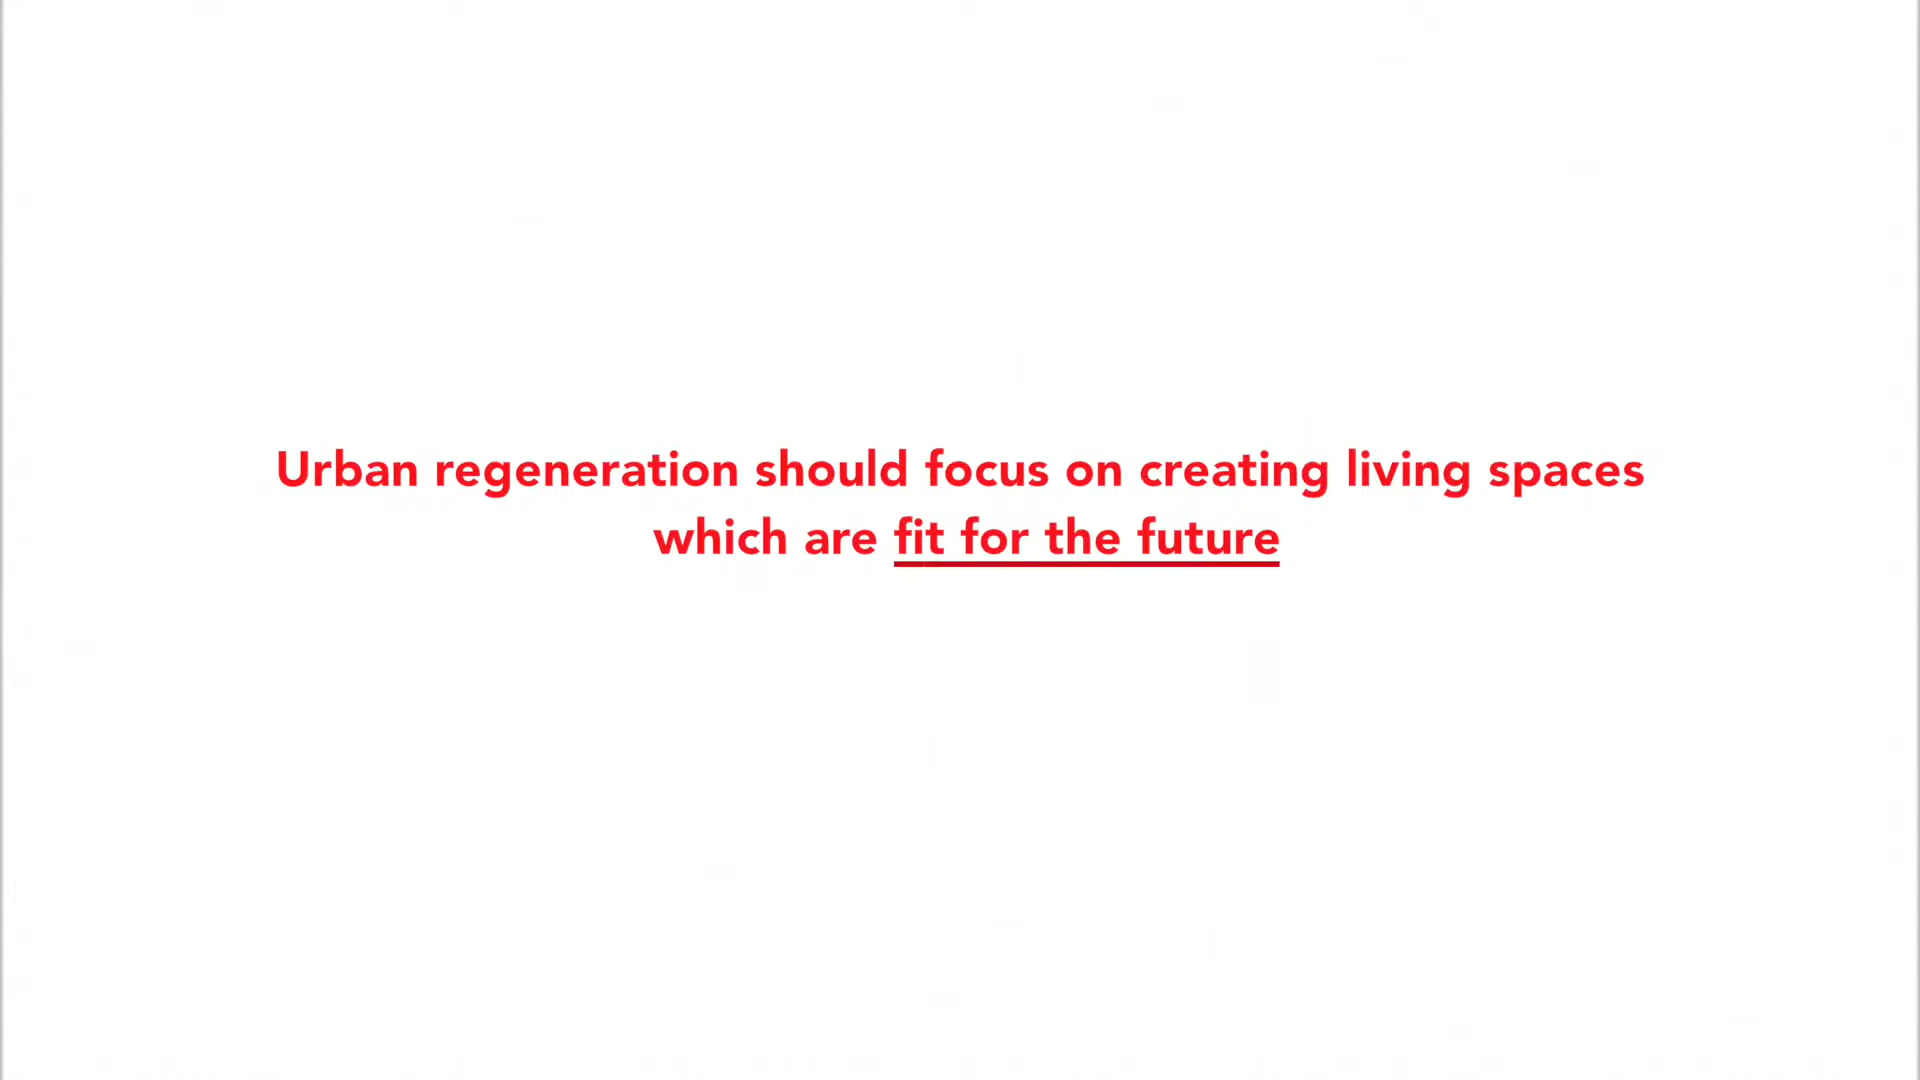 Urban regeneration should focus on creating living spaces
which are fit for the future